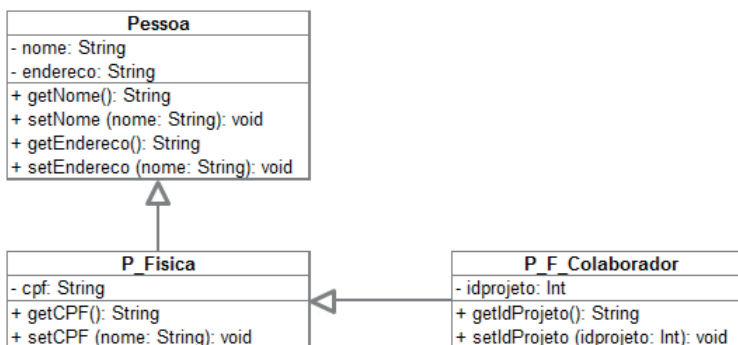 Pessoa
- nome: String
- endereco: String
+ getNome(): String
+ setNome (nome: String): void
+ getEndereco(): String
+ setEndereco (nome: String): void
P_Fisica
- cpf: String
+ getCPF(): String
+ setCPF (nome: String): void
P_F_Colaborador
- idprojeto: Int
+ getIdProjeto(): String
+ setIdProjeto (idprojeto: Int): void